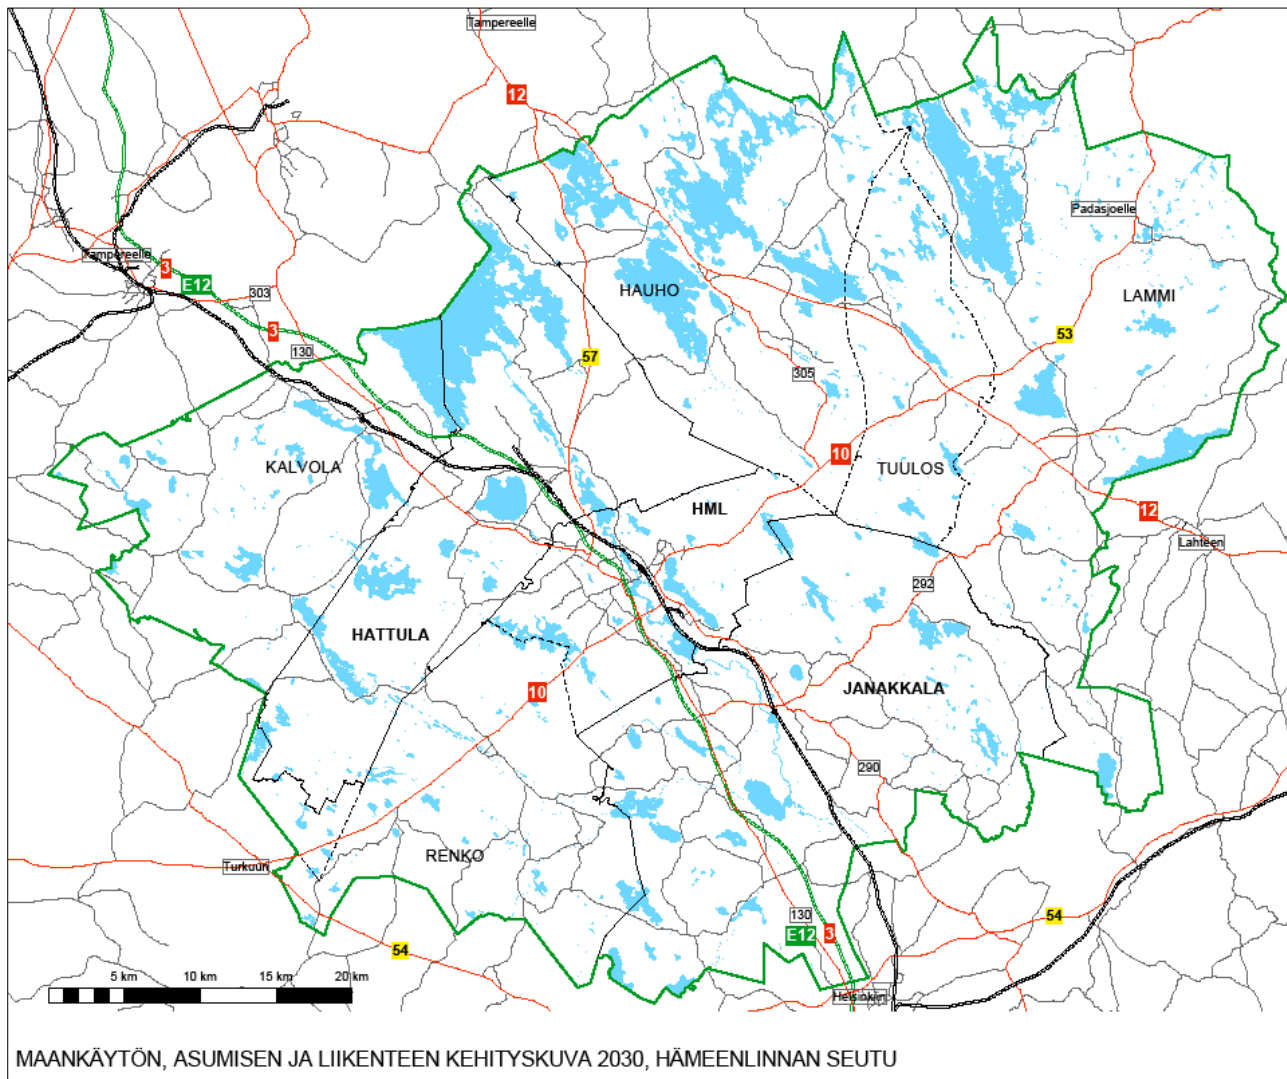 Tampereelle
12
Padasjoelle
Tampereelle
3
E12
303
HAUHO
LAMMI
3
130
53
57
305
10
KALVOLA
TUULOS
HML
12
Lahteen
292
HATTULA
10
JANAKKALA
290
RENKO
Turkuun
130
54
E12
3
54
5 km
10 km
15 km
20 km
Helsinkiin
MAANKÄYTÖN, ASUMISEN JA LIIKENTEEN KEHITYSKUVA 2030, HÄMEENLINNAN SEUTU